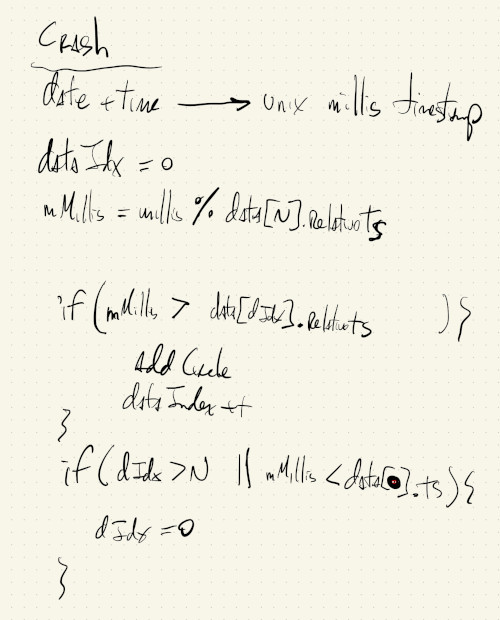 Crash
date + time → unix millis timestamp
dataIdx = 0
mMillis = millis % data[N].RelativeTs
if (mMillis > data[dIdx].RelativeTs ) {
add Circle
dataIndex ++
}
if (dIdx > N || mMillis < data[0].ts) {
dIdx = 0
}